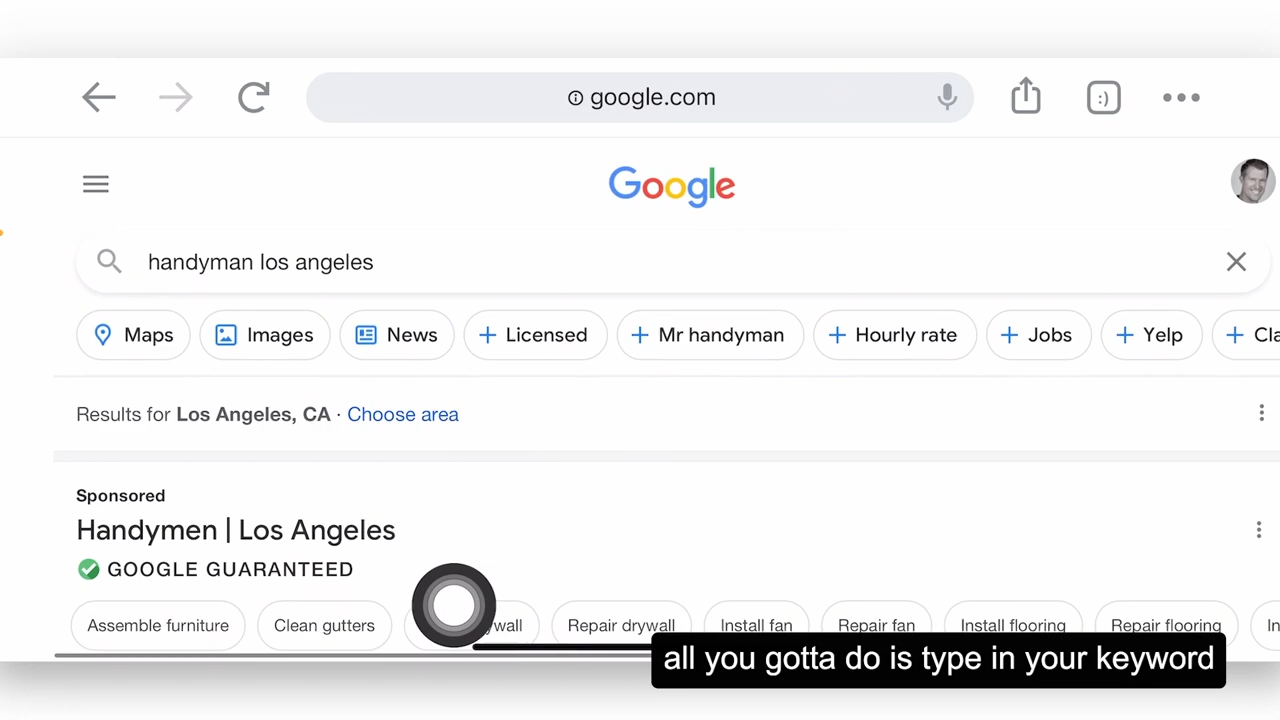 google.com
Google
handyman los angeles
Maps Images News Licensed Mr handyman Hourly rate Jobs Yelp
Results for Los Angeles, CA · Choose area
Sponsored
Handymen | Los Angeles
GOOGLE GUARANTEED
Assemble furniture Clean gutters Repair drywall Install fan Repair fan Install flooring Repair flooring
all you gotta do is type in your keyword